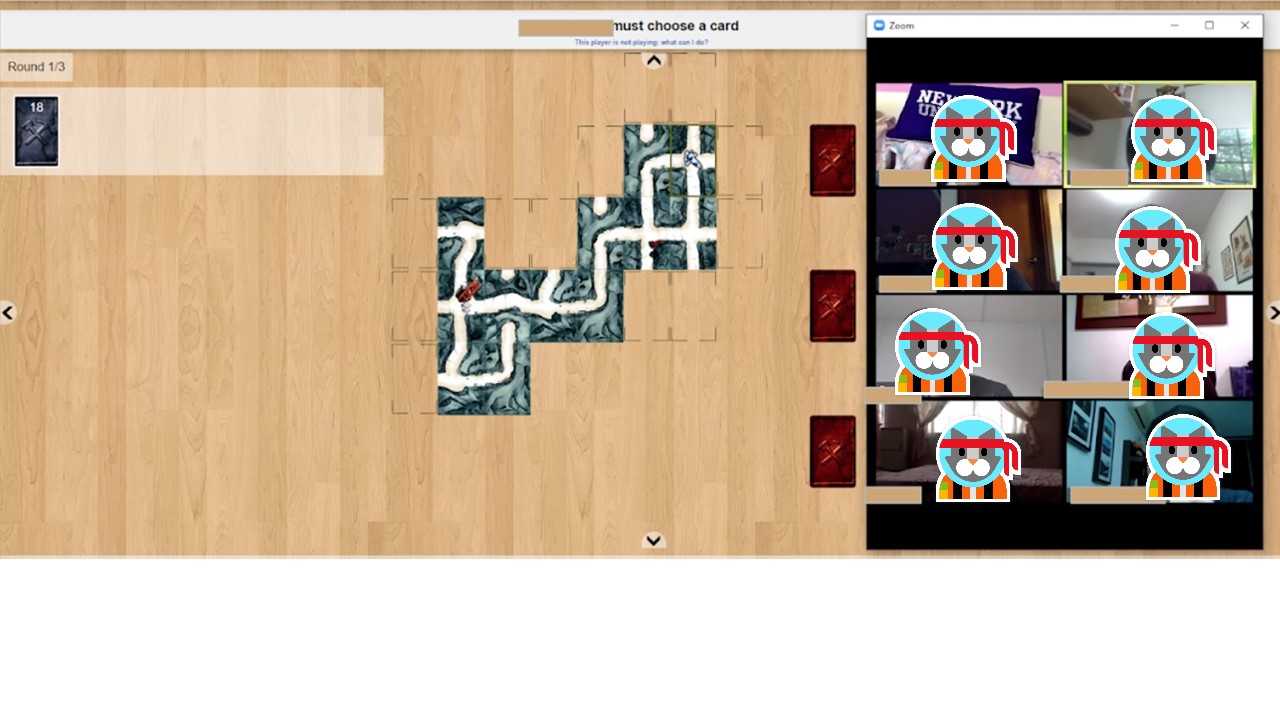 must choose a card
This player is not playing: what can I do?
Round 1/3
18
Zoom
NEW YORK